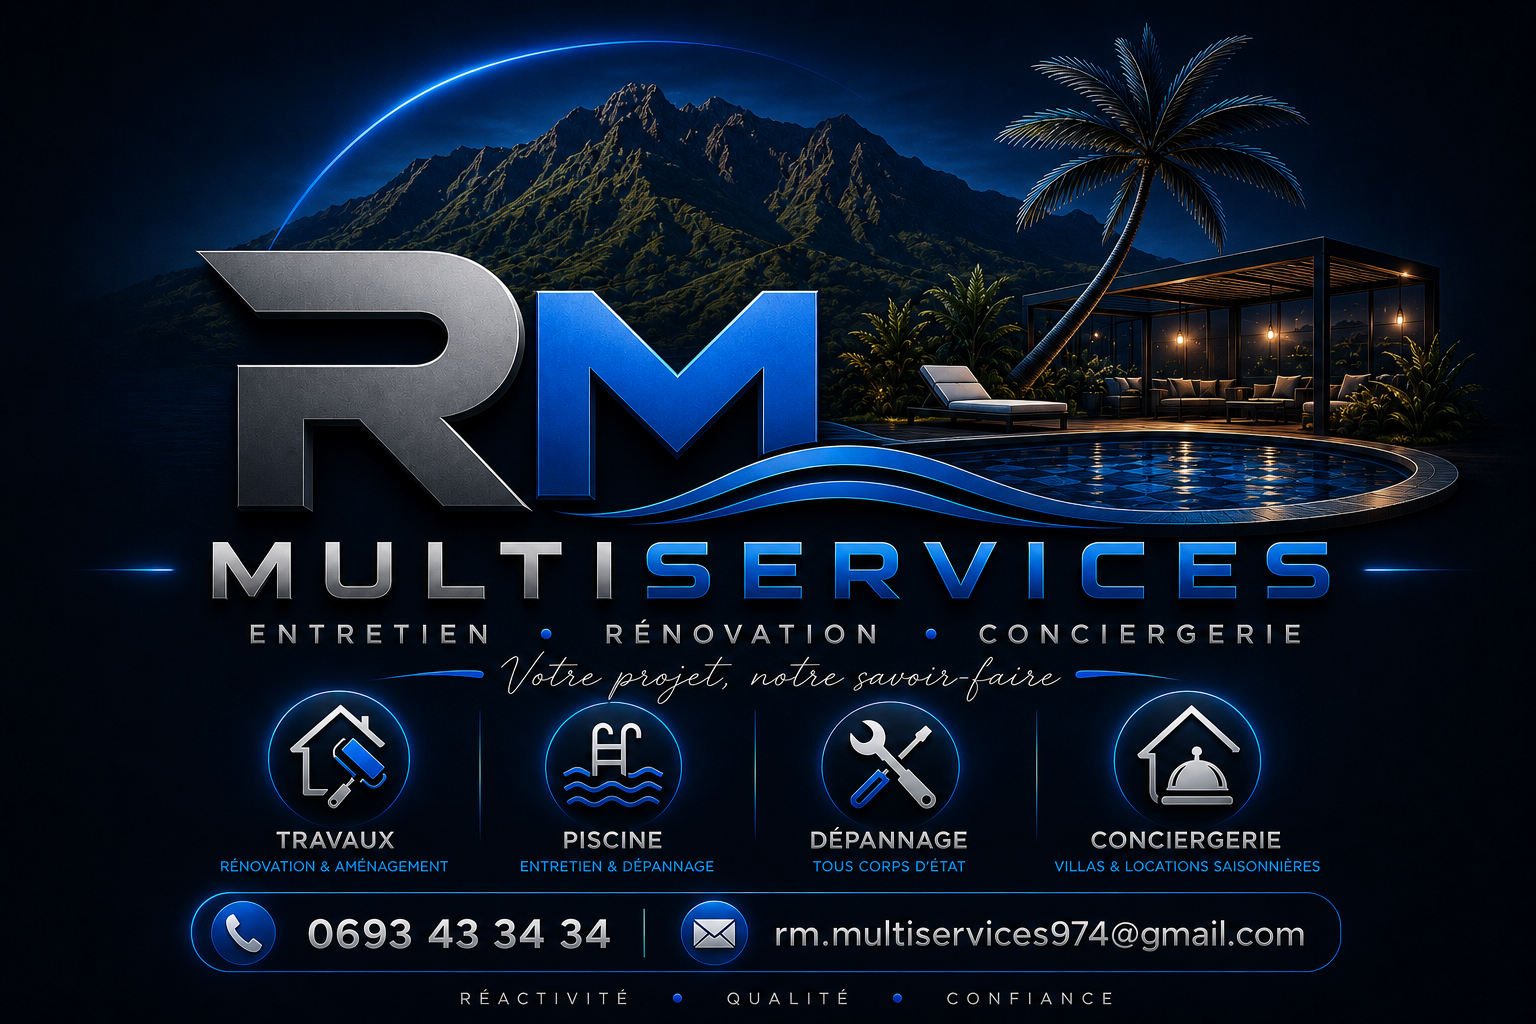 RM
MULTISERVICES
ENTRETIEN • RÉNOVATION • CONCIERGERIE
Votre projet, notre savoir-faire
TRAVAUX
RÉNOVATION & AMÉNAGEMENT
PISCINE
ENTRETIEN & DÉPANNAGE
DÉPANNAGE
TOUS CORPS D'ÉTAT
CONCIERGERIE
VILLAS & LOCATIONS SAISONNIÈRES
0693 43 34 34
rm.multiservices974@gmail.com
RÉACTIVITÉ • QUALITÉ • CONFIANCE